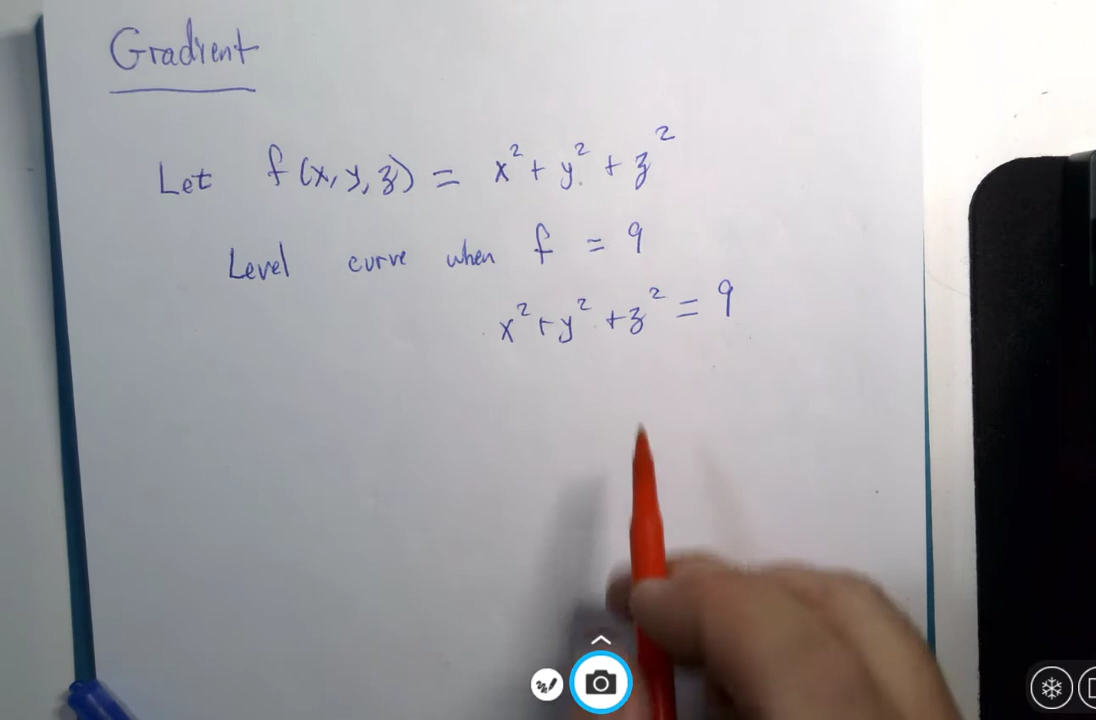 Gradient
Let f(x, y, z) = x² + y² + z²
Level curve when f = 9
x² + y² + z² = 9